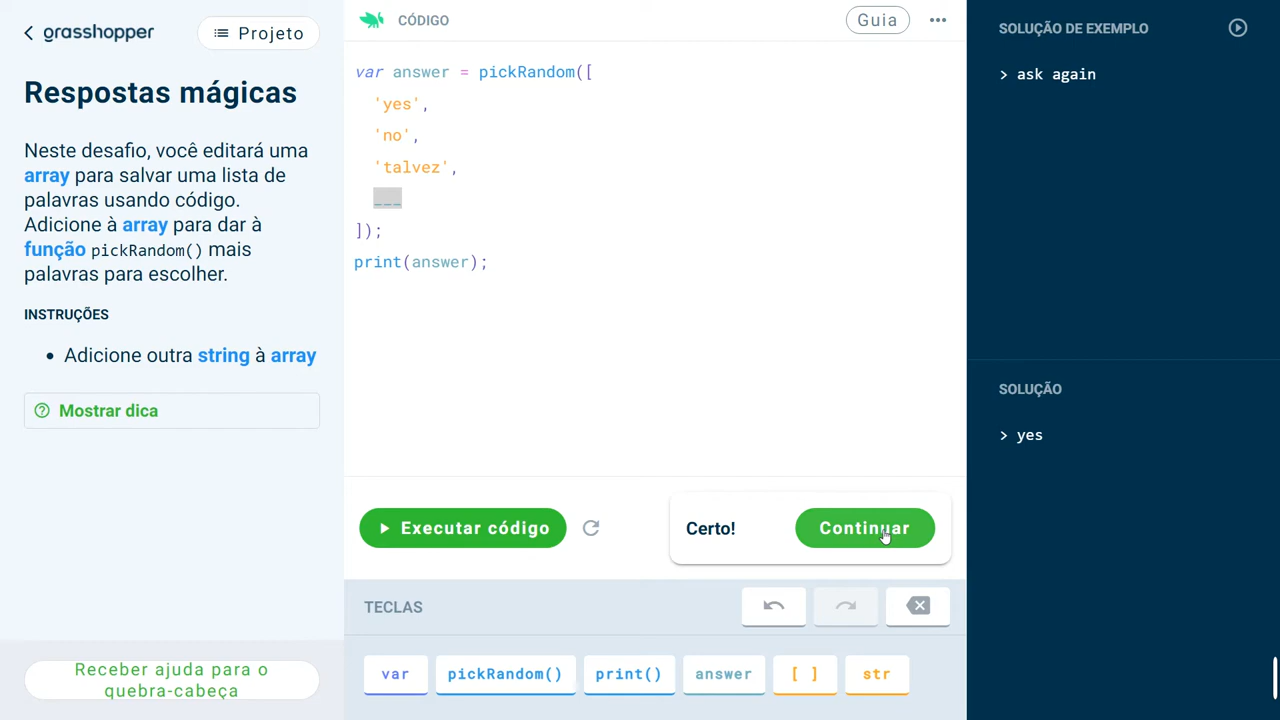 grasshopper
Projeto
Respostas mágicas
Neste desafio, você editará uma
array para salvar uma lista de
palavras usando código.
Adicione à array para dar à
função pickRandom() mais
palavras para escolher.
INSTRUÇÕES
• Adicione outra string à array
Mostrar dica
Receber ajuda para o
quebra-cabeça
CÓDIGO
Guia
var answer = pickRandom([
'yes',
'no',
'talvez',
___
]);
print(answer);
Executar código
Certo!
Continuar
TECLAS
var
pickRandom()
print()
answer
[ ]
str
SOLUÇÃO DE EXEMPLO
> ask again
SOLUÇÃO
> yes